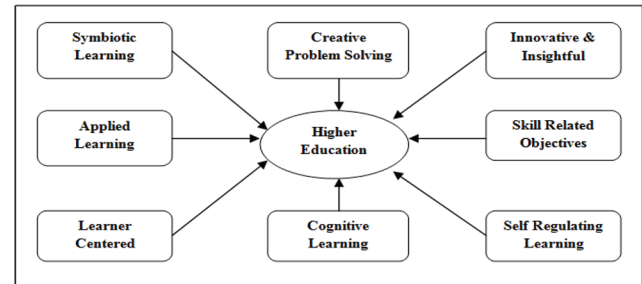 Symbiotic
Learning
Creative
Problem Solving
Innovative &
Insightful
Applied
Learning
Higher
Education
Skill Related
Objectives
Learner
Centered
Cognitive
Learning
Self Regulating
Learning